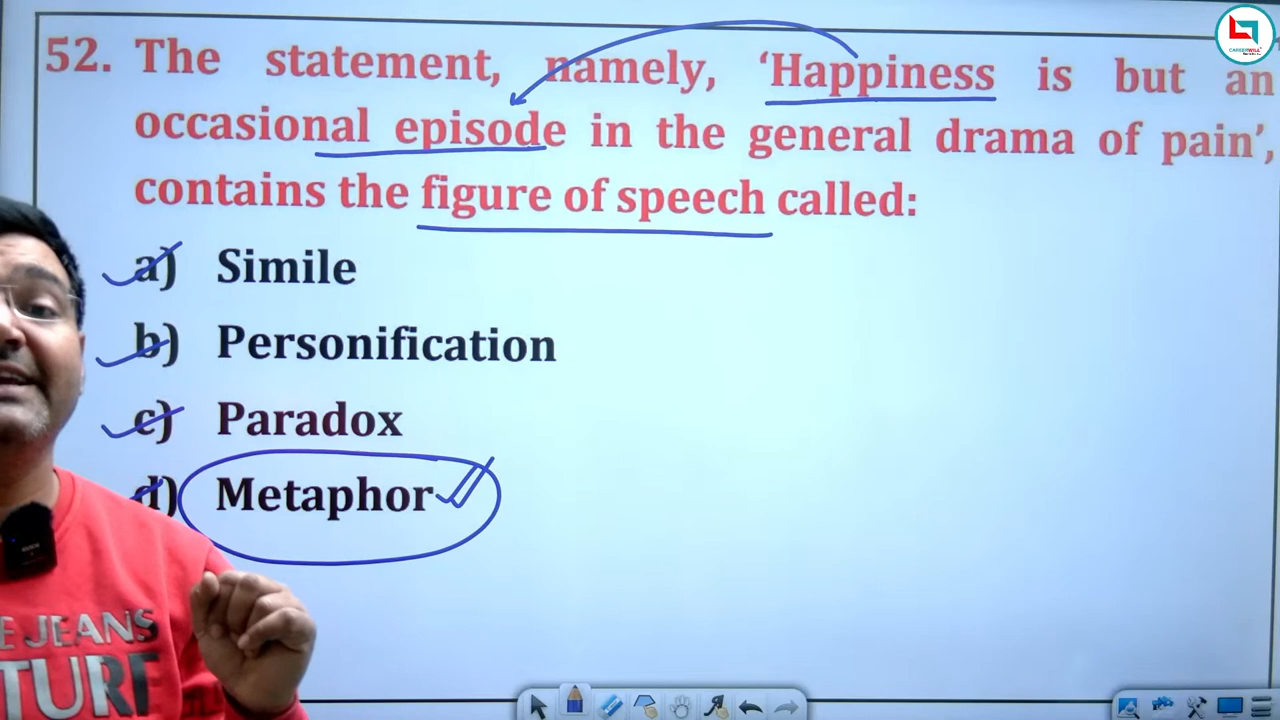 52. The statement, namely, ‘Happiness is but an
occasional episode in the general drama of pain’,
contains the figure of speech called:
a) Simile
b) Personification
c) Paradox
d) Metaphor
CAREERWILL
E JEANS
TURE